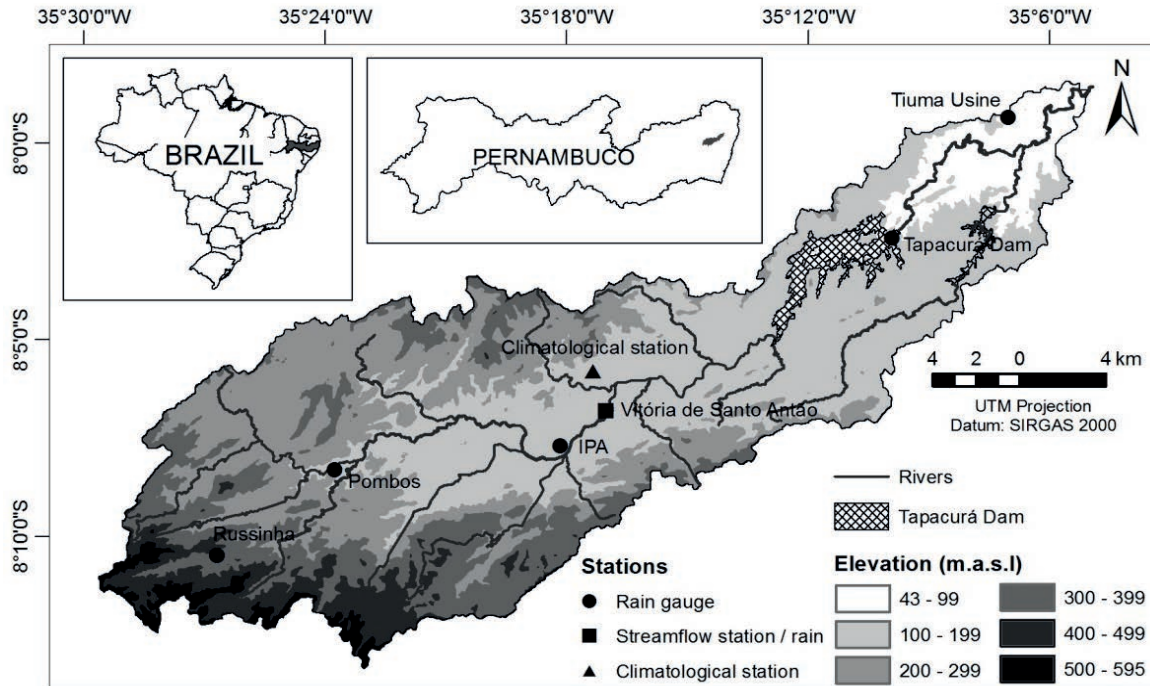 35°30'0"W
35°24'0"W
35°18'0"W
35°12'0"W
35°6'0"W
8°0'0"S
8°5'0"S
8°10'0"S
BRAZIL
PERNAMBUCO
N
Tiuma Usine
Tapacurá Dam
Climatological station
Vitória de Santo Antão
IPA
Pombos
Russinha
4 2 0 4 km
UTM Projection
Datum: SIRGAS 2000
Rivers
Tapacurá Dam
Stations
Rain gauge
Streamflow station / rain
Climatological station
Elevation (m.a.s.l)
43 - 99
100 - 199
200 - 299
300 - 399
400 - 499
500 - 595